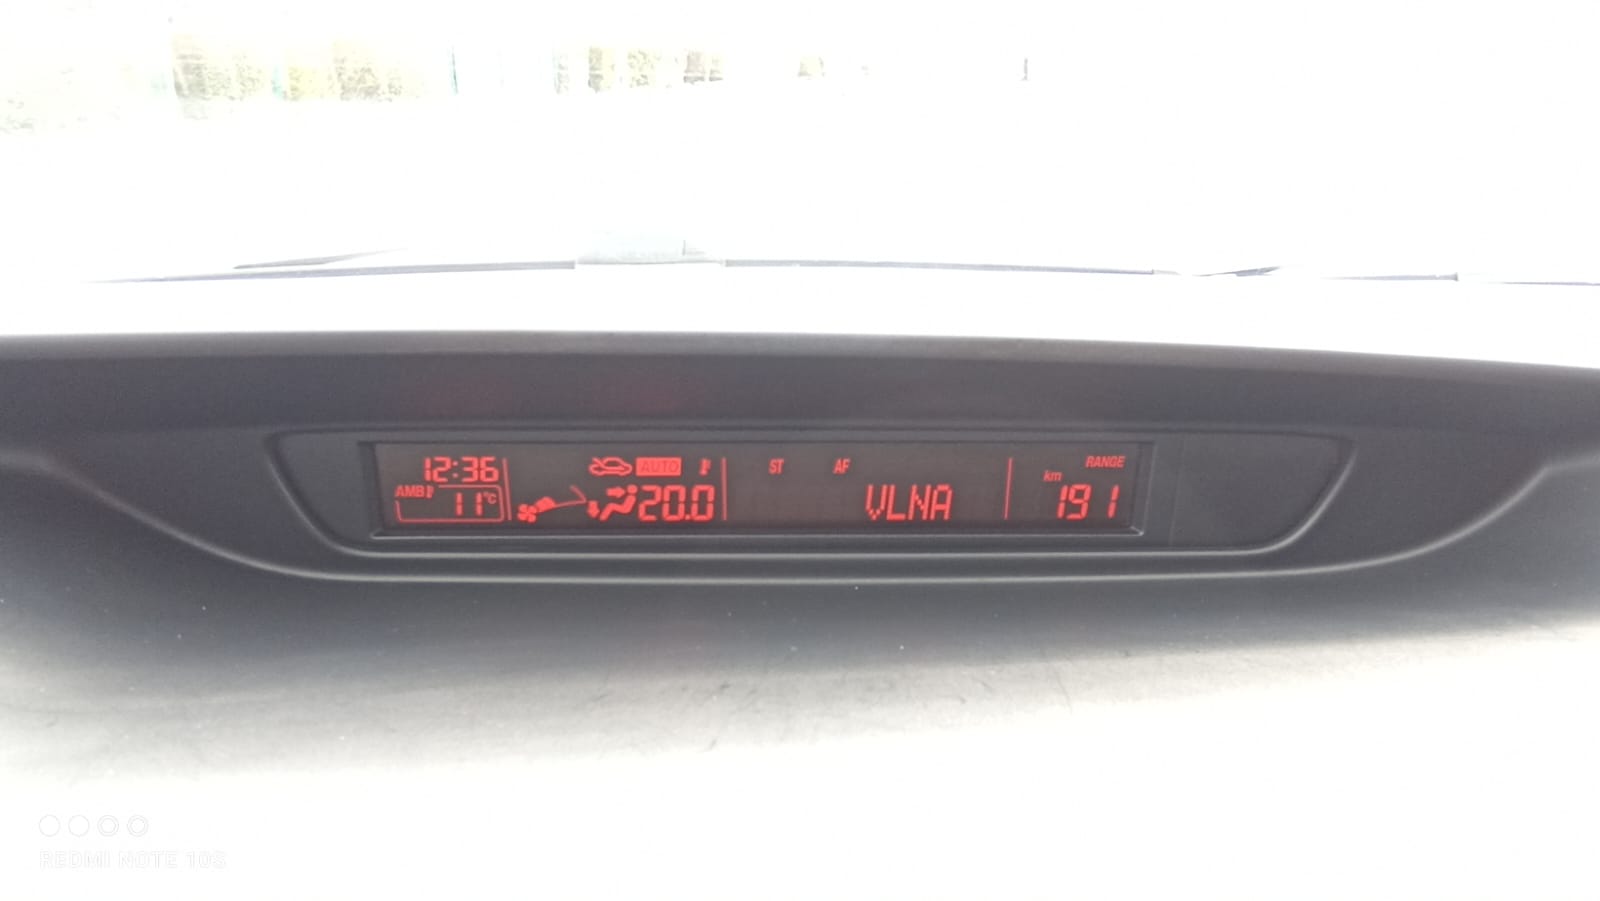 12:36
AMB 11°C
AUTO
20.0
ST AF
VLNA
RANGE
km 191
REDMI NOTE 10S